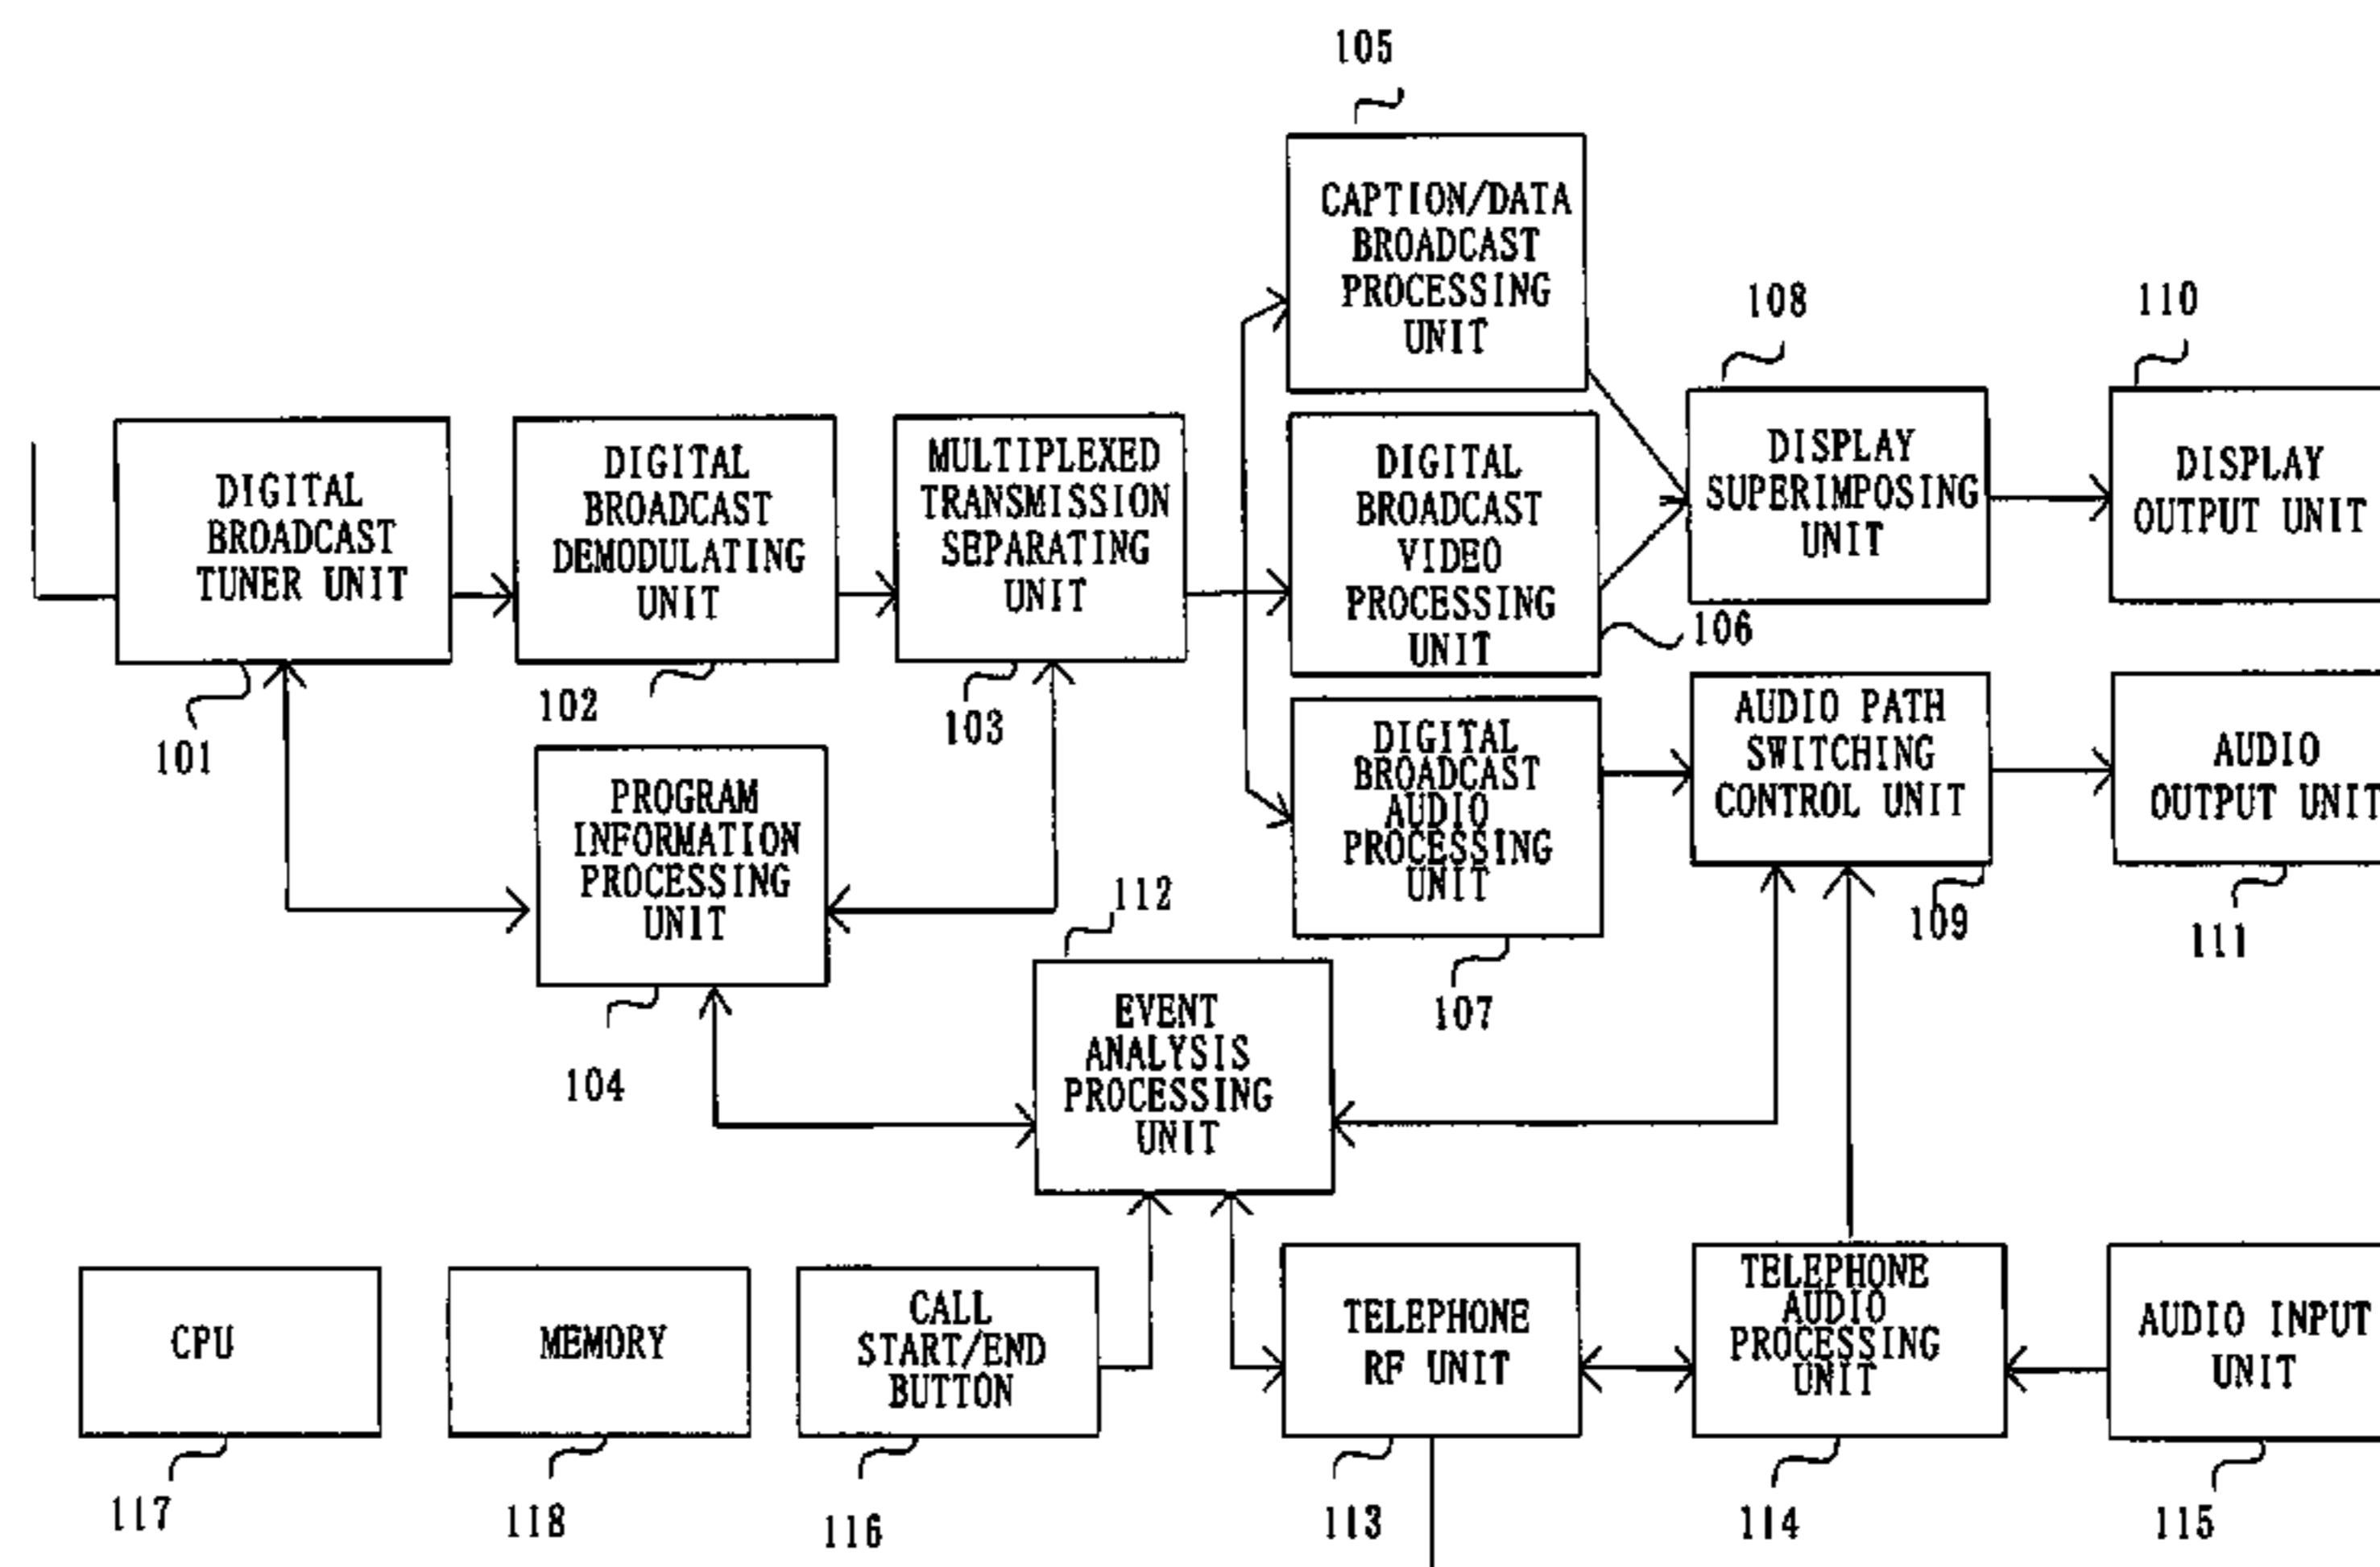 105
CAPTION/DATA
BROADCAST
PROCESSING
UNIT
108
110
DIGITAL
BROADCAST
TUNER UNIT
DIGITAL
BROADCAST
DEMODULATING
UNIT
MULTIPLEXED
TRANSMISSION
SEPARATING
UNIT
DIGITAL
BROADCAST
VIDEO
PROCESSING
UNIT
DISPLAY
SUPERIMPOSING
UNIT
DISPLAY
OUTPUT UNIT
106
101
102
103
DIGITAL
BROADCAST
AUDIO
PROCESSING
UNIT
AUDIO PATH
SWITCHING
CONTROL UNIT
AUDIO
OUTPUT UNIT
PROGRAM
INFORMATION
PROCESSING
UNIT
112
109
111
107
104
EVENT
ANALYSIS
PROCESSING
UNIT
CPU
MEMORY
CALL
START/END
BUTTON
TELEPHONE
RF UNIT
TELEPHONE
AUDIO
PROCESSING
UNIT
AUDIO INPUT
UNIT
117
118
116
113
114
115